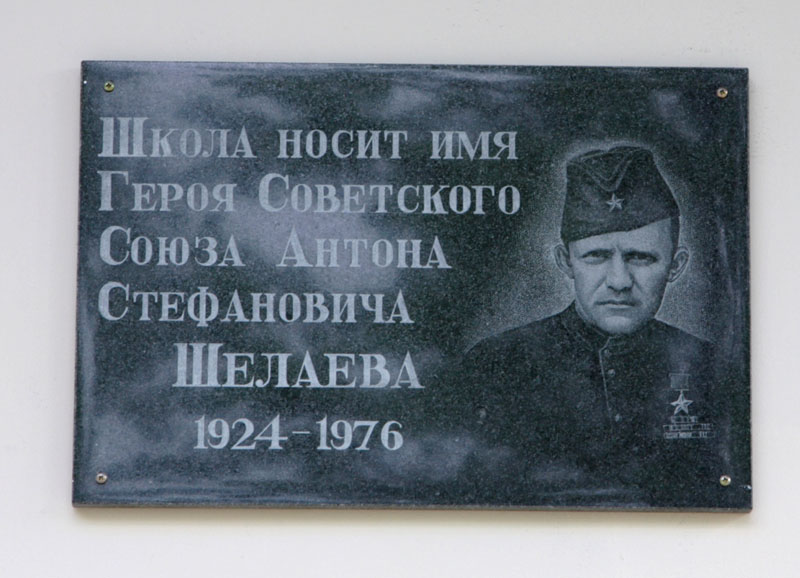 Школа носит имя
Героя Советского
Союза Антона
Стефановича
Шелаева
1924-1976